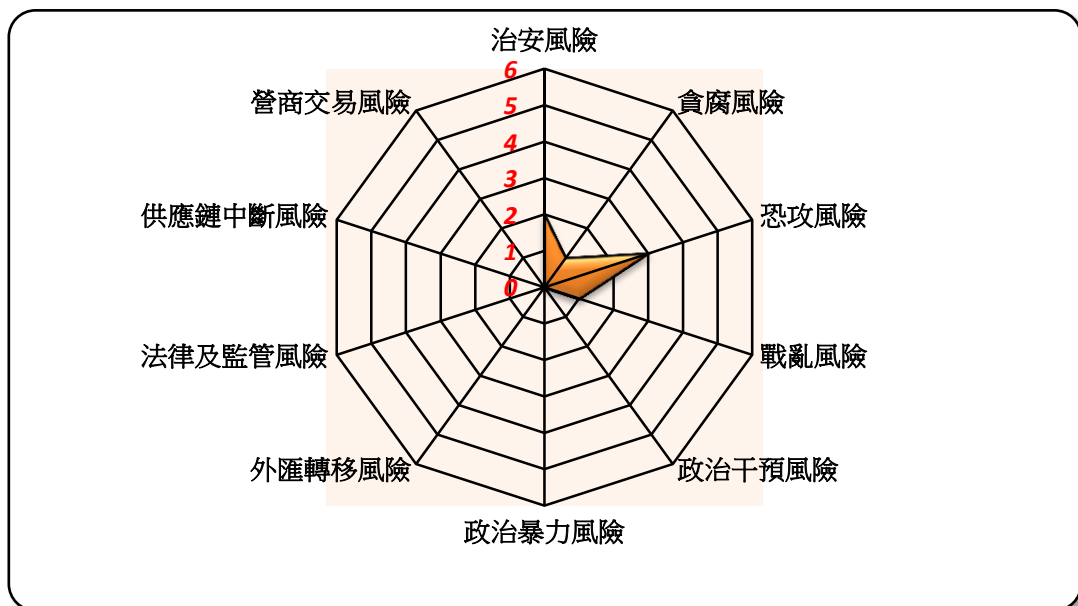 治安風險
貪腐風險
恐攻風險
戰亂風險
政治干預風險
政治暴力風險
外匯轉移風險
法律及監管風險
供應鏈中斷風險
營商交易風險
6
5
4
3
2
1
0